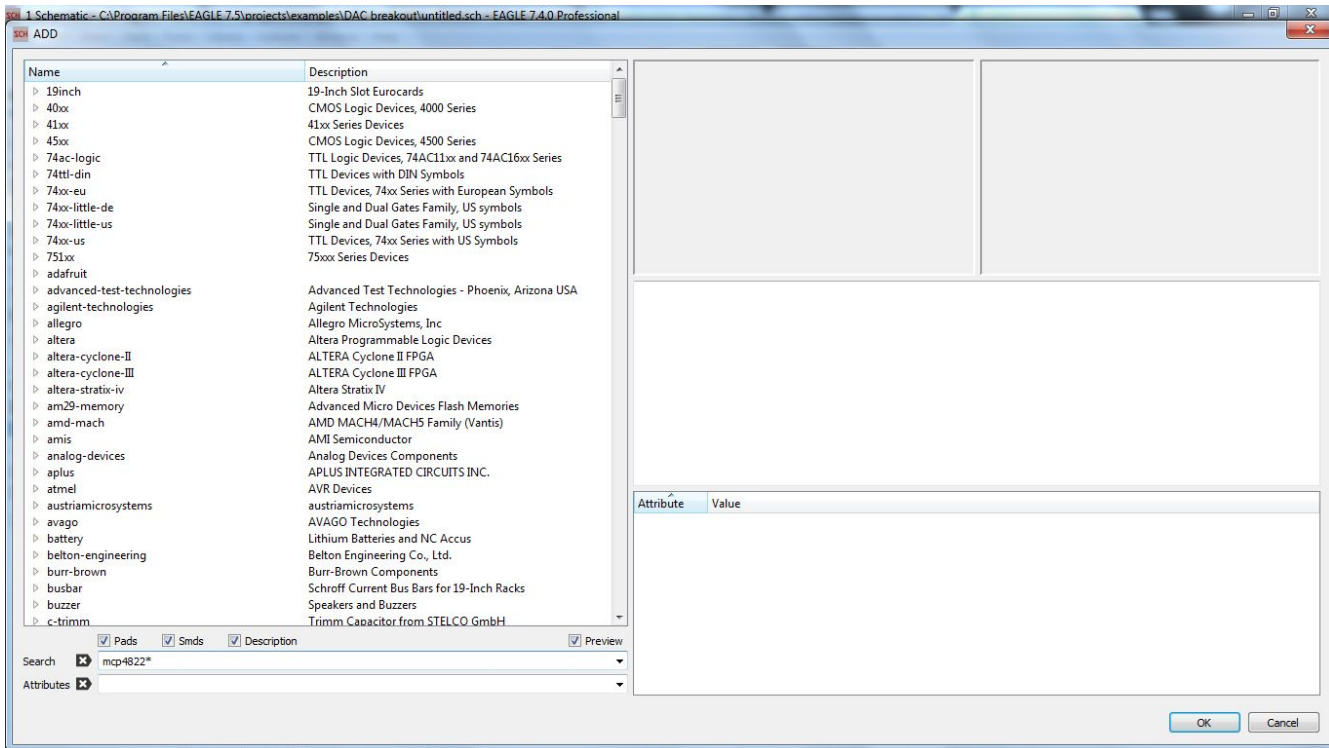 1 Schematic - C:\Program Files\EAGLE 7.5\projects\examples\DAC breakout\untitled.sch - EAGLE 7.4.0 Professional
SCH ADD
Name Description
19inch 19-Inch Slot Eurocards
40xx CMOS Logic Devices, 4000 Series
41xx 41xx Series Devices
45xx CMOS Logic Devices, 4500 Series
74ac-logic TTL Logic Devices, 74AC11xx and 74AC16xx Series
74ttl-din TTL Devices with DIN Symbols
74xx-eu TTL Devices, 74xx Series with European Symbols
74xx-little-de Single and Dual Gates Family, US symbols
74xx-little-us Single and Dual Gates Family, US symbols
74xx-us TTL Devices, 74xx Series with US Symbols
751xx 75xxx Series Devices
adafruit
advanced-test-technologies Advanced Test Technologies - Phoenix, Arizona USA
agilent-technologies Agilent Technologies
allegro Allegro MicroSystems, Inc
altera Altera Programmable Logic Devices
altera-cyclone-II ALTERA Cyclone II FPGA
altera-cyclone-III ALTERA Cyclone III FPGA
altera-stratix-iv Altera Stratix IV
am29-memory Advanced Micro Devices Flash Memories
amd-mach AMD MACH4/MACH5 Family (Vantis)
amis AMI Semiconductor
analog-devices Analog Devices Components
aplus APLUS INTEGRATED CIRCUITS INC.
atmel AVR Devices
austriamicrosystems austriamicrosystems
avago AVAGO Technologies
battery Lithium Batteries and NC Accus
belton-engineering Belton Engineering Co., Ltd.
burr-brown Burr-Brown Components
busbar Schroff Current Bus Bars for 19-Inch Racks
buzzer Speakers and Buzzers
c-trimm Trimm Capacitor from STELCO GmbH
Pads Smds Description Preview
Search mcp4822*
Attributes
Attribute Value
OK Cancel